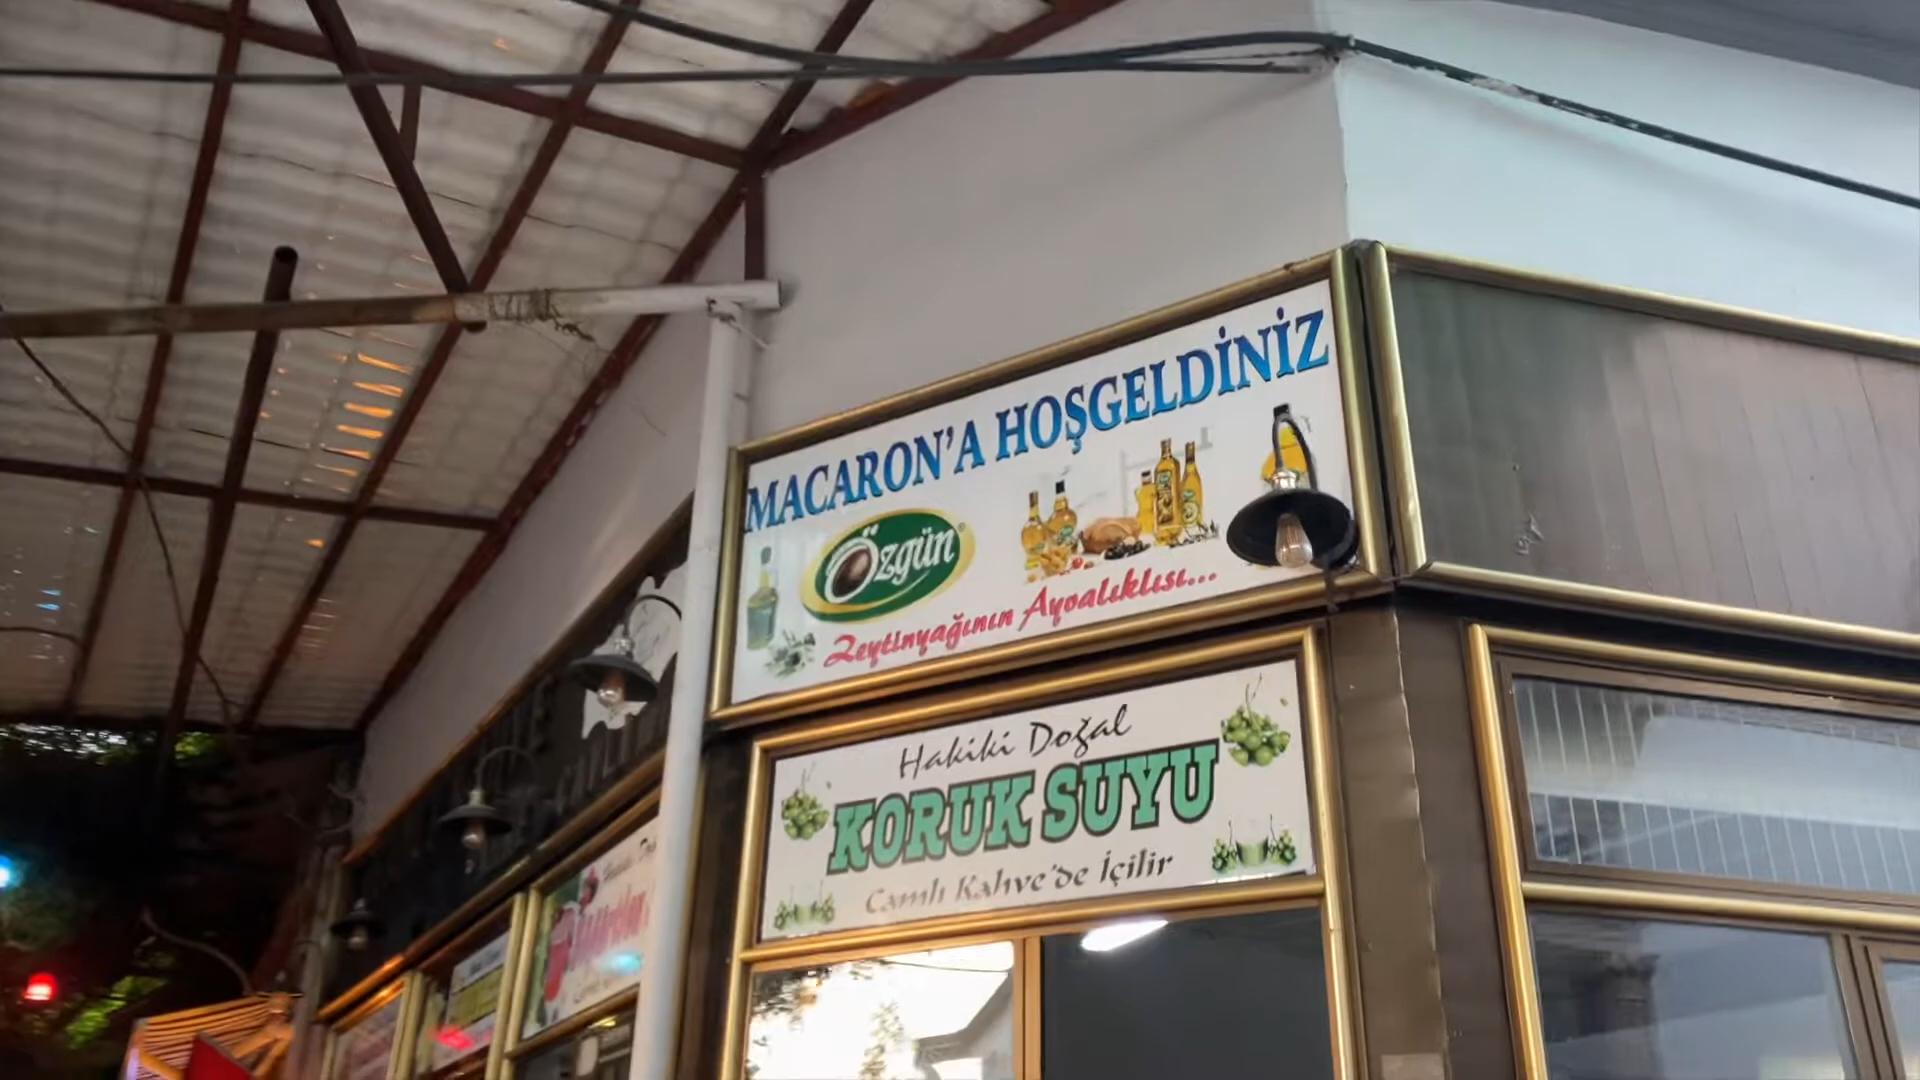 MACARON'A HOŞGELDİNİZ
Özgün
Zeytinyağının Ayvalıklısı...
Hakiki Doğal
KORUK SUYU
Camlı Kahve'de İçilir